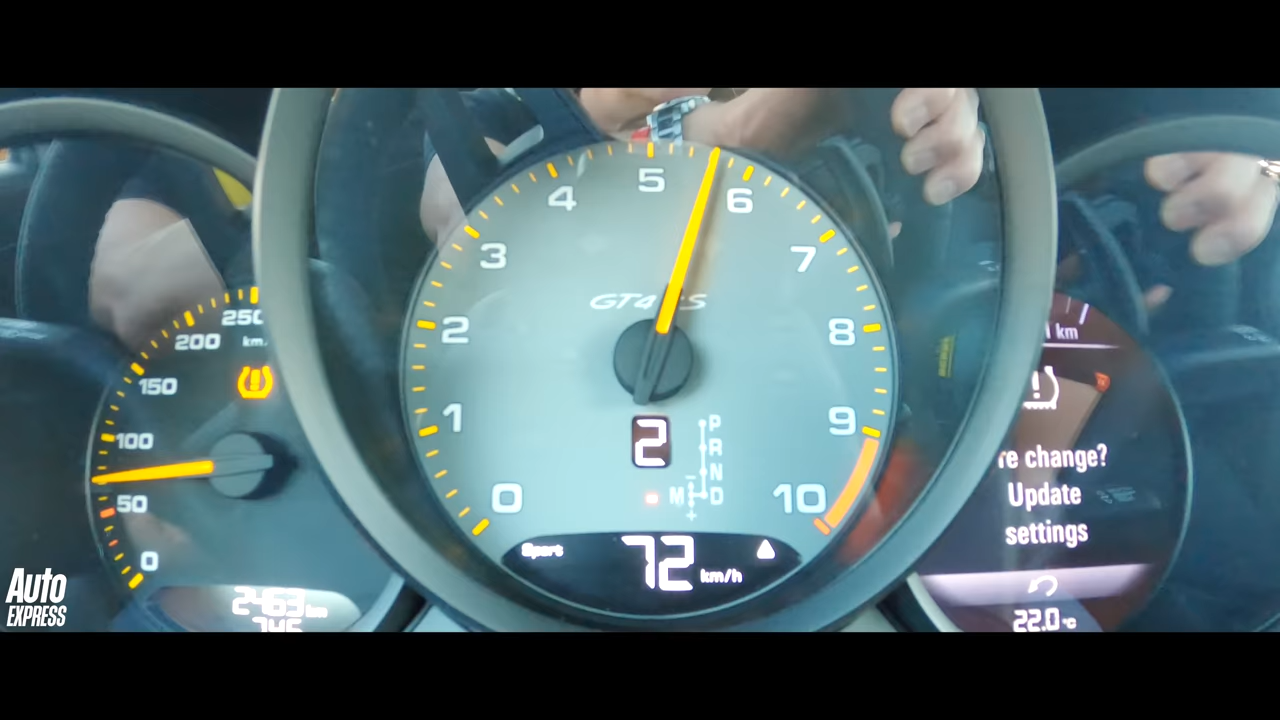 4
5
6
3
7
GT4 RS
2
8
1
9
0
10
2
P
R
N
M
D
+
Sport
72 km/h
250
200
km
150
100
50
0
km
km
re change?
Update
settings
22.0 °C
Auto
EXPRESS